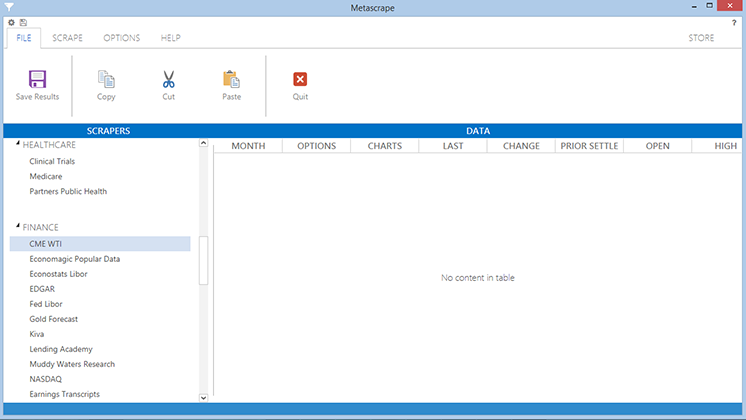 Metascrape
?
FILE SCRAPE OPTIONS HELP STORE
Save Results Copy Cut Paste Quit
SCRAPERS DATA
MONTH OPTIONS CHARTS LAST CHANGE PRIOR SETTLE OPEN HIGH
HEALTHCARE
Clinical Trials
Medicare
Partners Public Health
FINANCE
CME WTI
Economagic Popular Data
Econostats Libor
EDGAR
Fed Libor
Gold Forecast
Kiva
Lending Academy
Muddy Waters Research
NASDAQ
Earnings Transcripts
No content in table